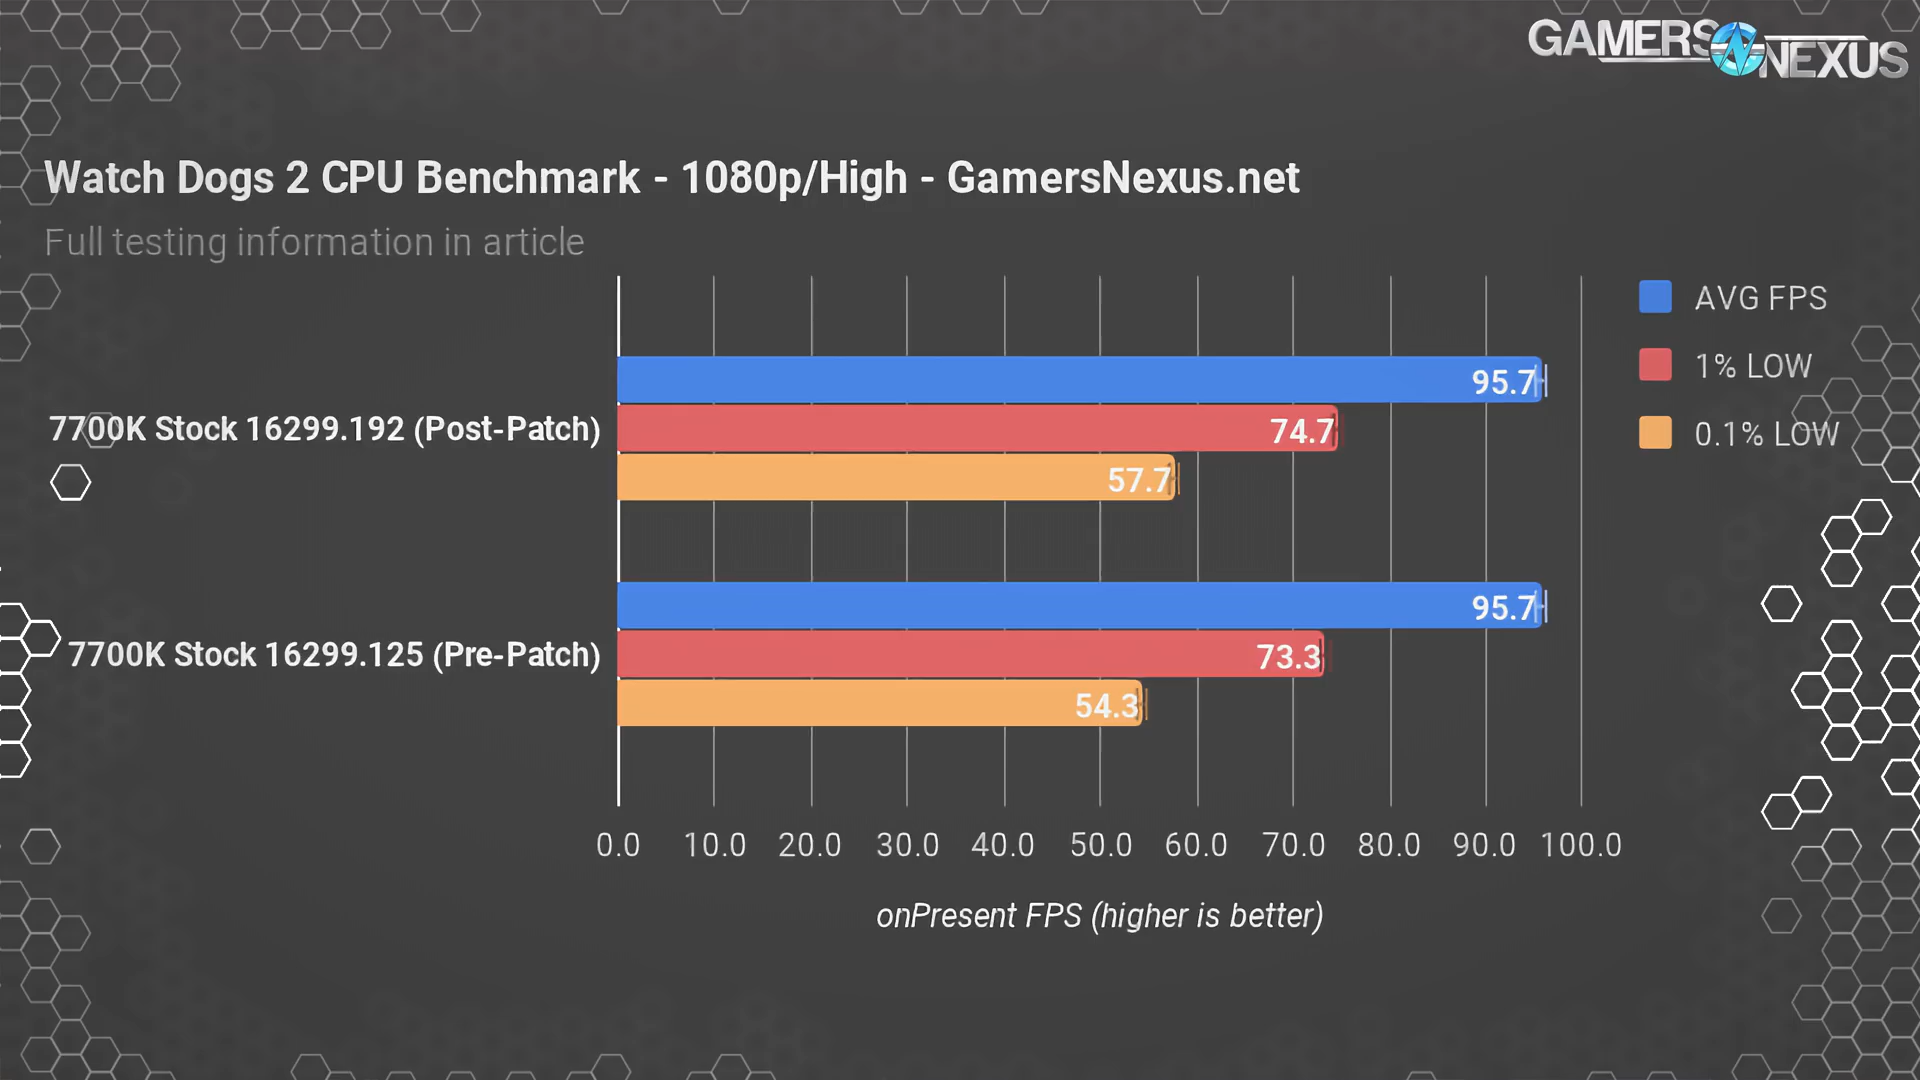 GAMERS NEXUS
Watch Dogs 2 CPU Benchmark - 1080p/High - GamersNexus.net
Full testing information in article
AVG FPS
1% LOW
0.1% LOW
7700K Stock 16299.192 (Post-Patch)
95.7
74.7
57.7
7700K Stock 16299.125 (Pre-Patch)
95.7
73.3
54.3
0.0 10.0 20.0 30.0 40.0 50.0 60.0 70.0 80.0 90.0 100.0
onPresent FPS (higher is better)